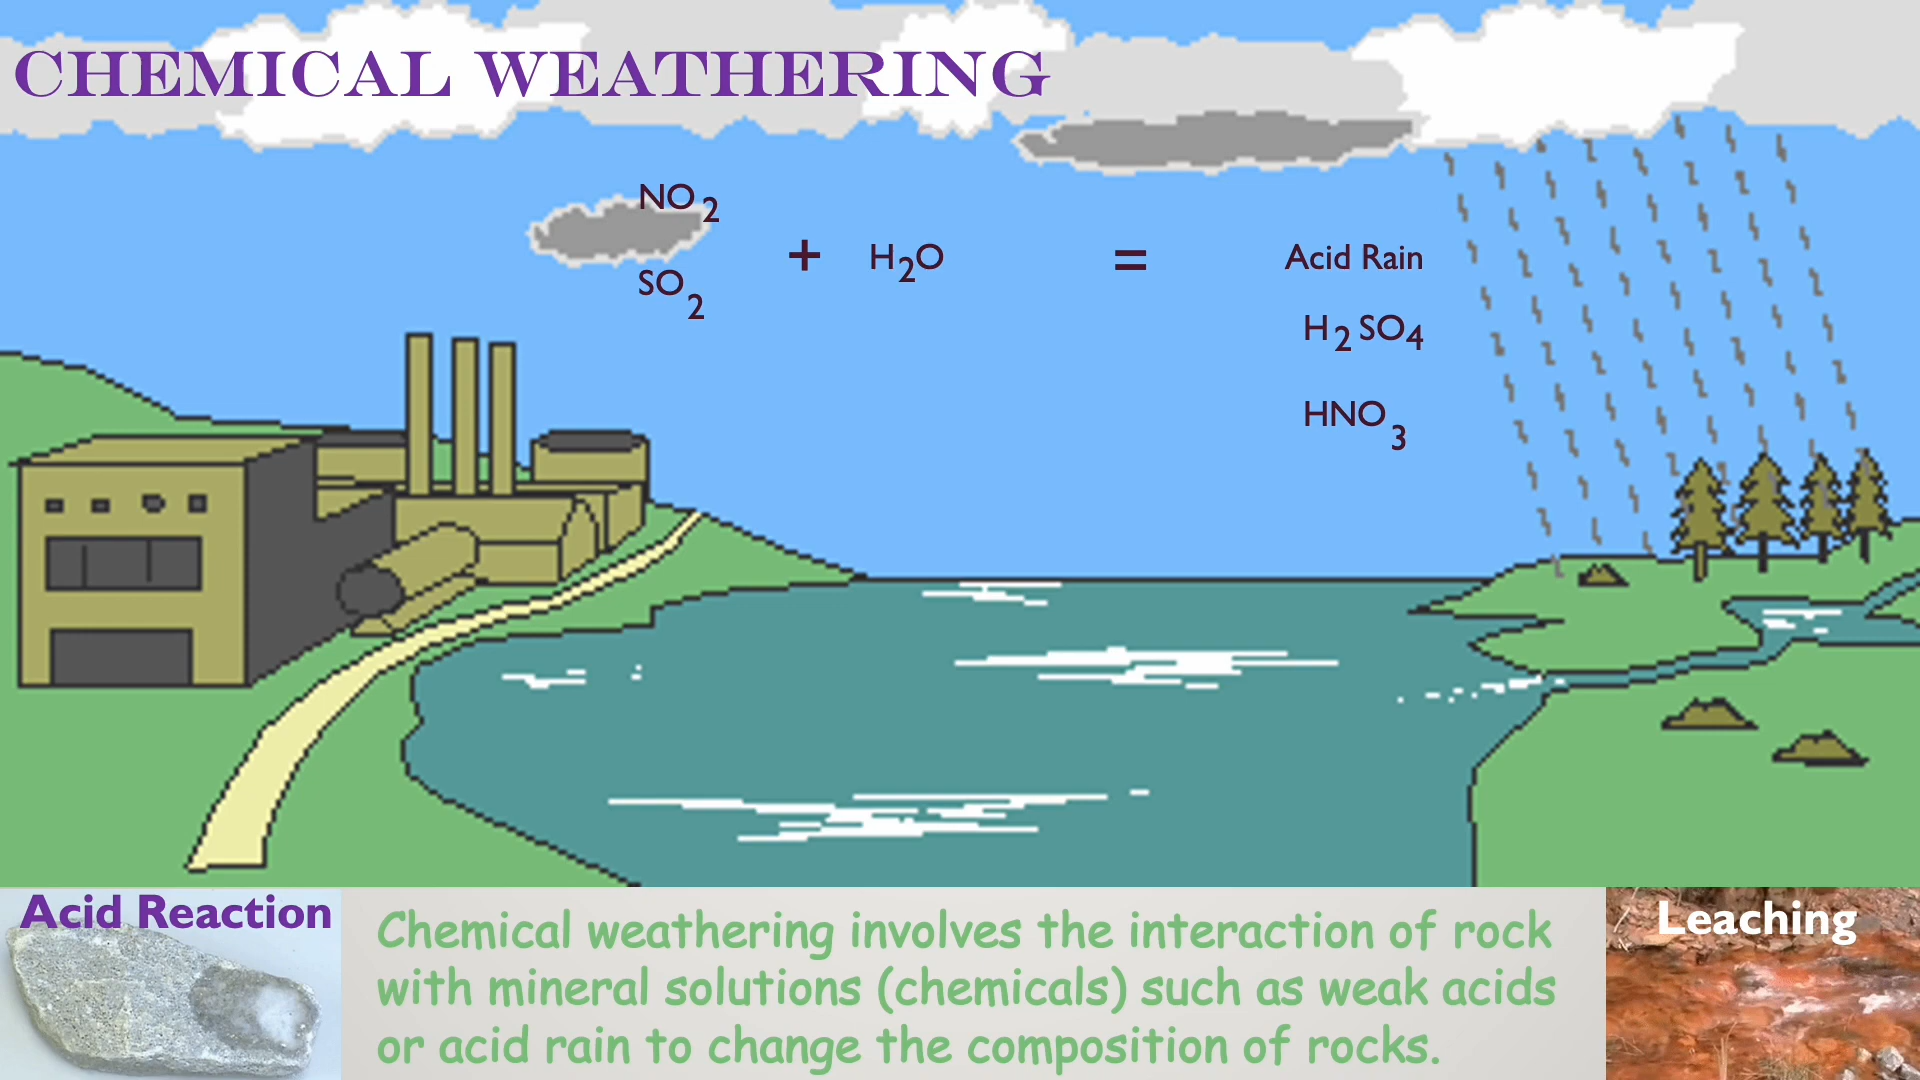 CHEMICAL WEATHERING
NO2
SO2
+ H2O = Acid Rain
H2SO4
HNO3
Acid Reaction
Chemical weathering involves the interaction of rock
with mineral solutions (chemicals) such as weak acids
or acid rain to change the composition of rocks.
Leaching